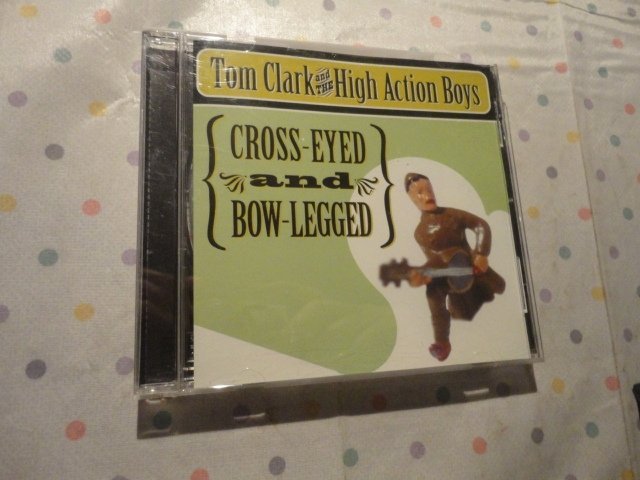 Tom Clark and THE High Action Boys
CROSS-EYED
and
BOW-LEGGED